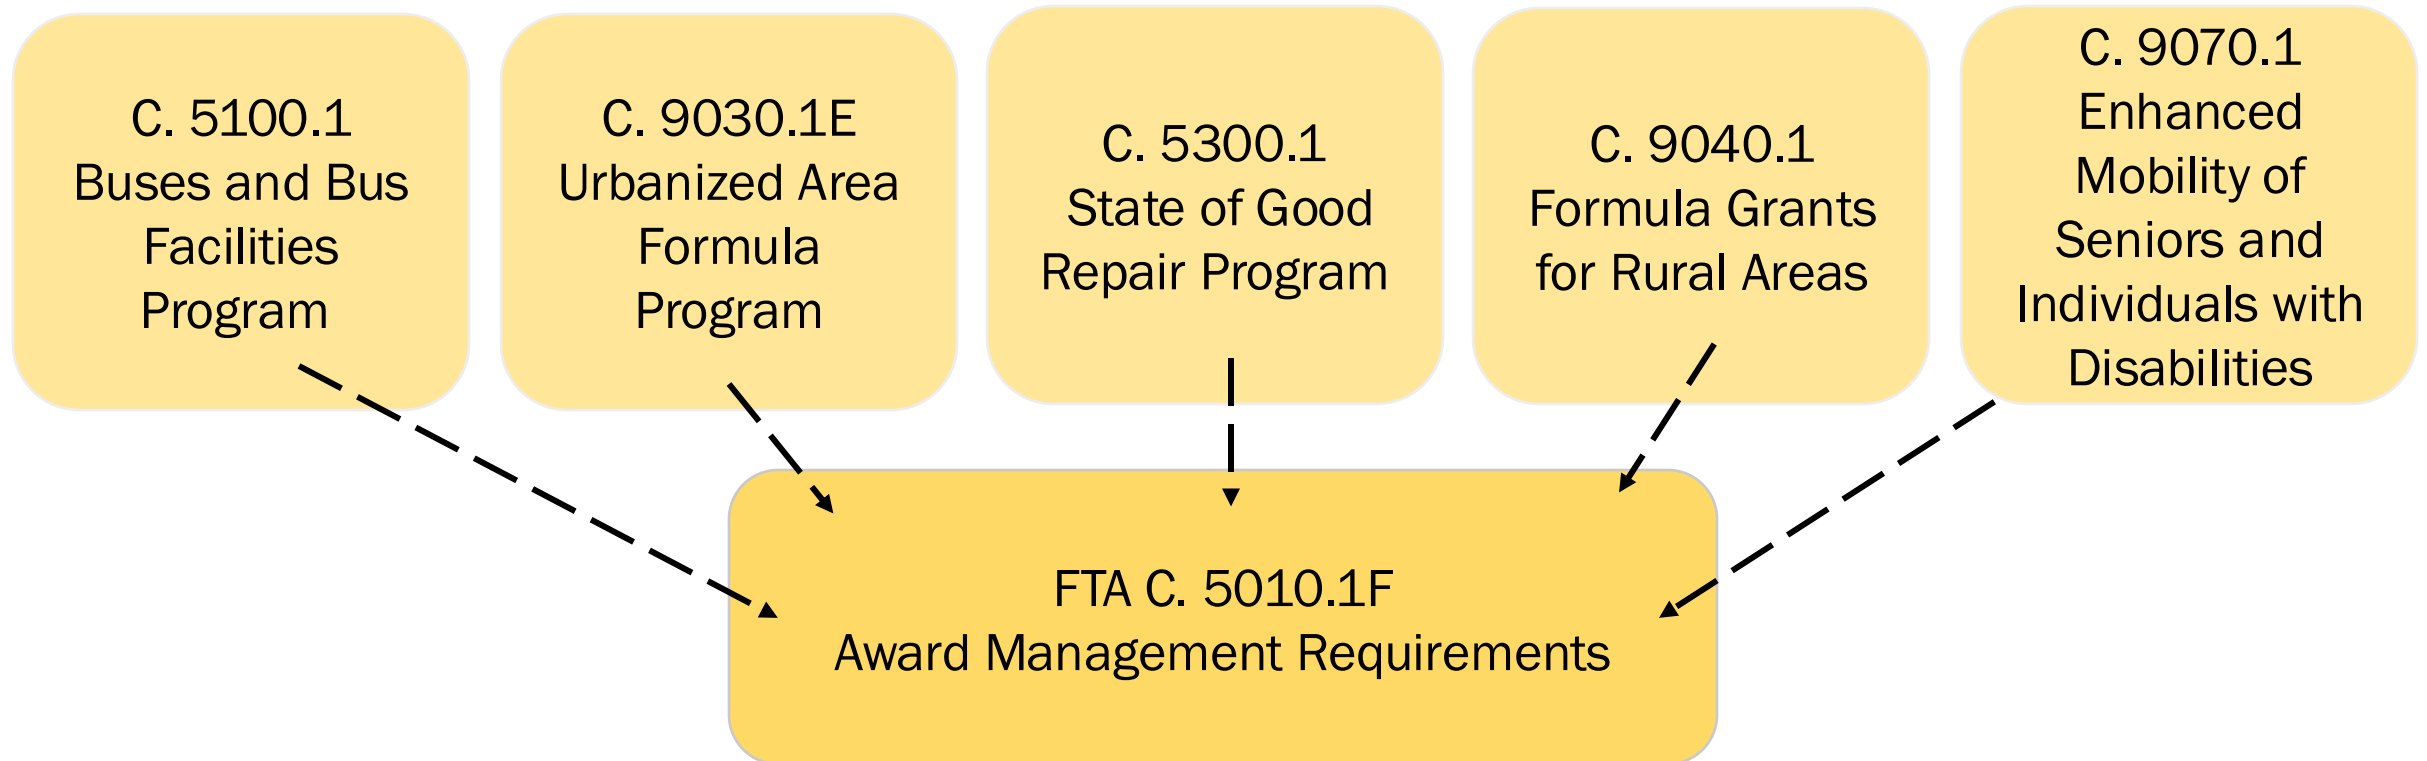 C. 5100.1
Buses and Bus
Facilities
Program
C. 9030.1E
Urbanized Area
Formula
Program
C. 5300.1
State of Good
Repair Program
C. 9040.1
Formula Grants
for Rural Areas
C. 9070.1
Enhanced
Mobility of
Seniors and
Individuals with
Disabilities
FTA C. 5010.1F
Award Management Requirements